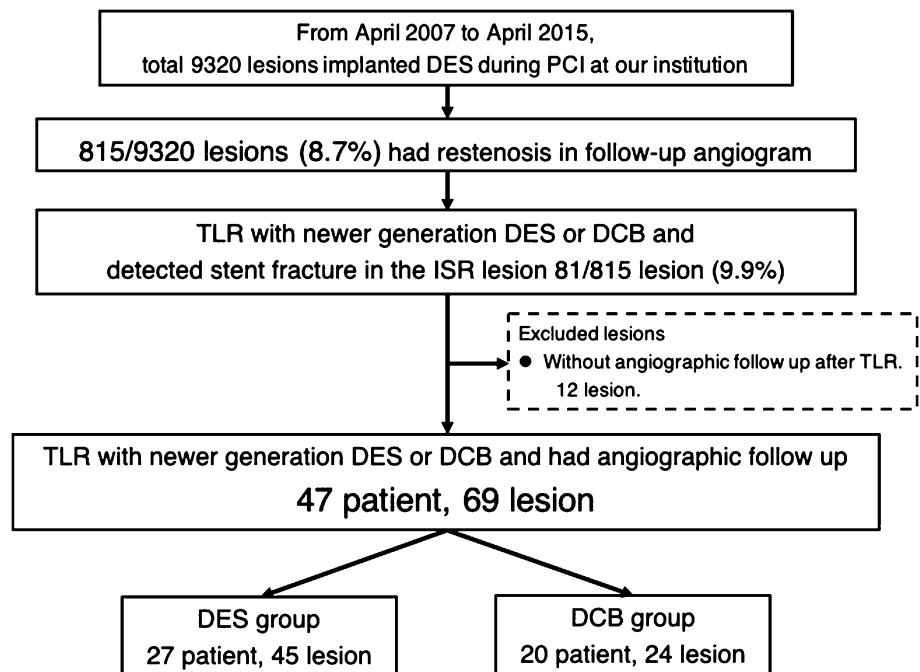 From April 2007 to April 2015,
total 9320 lesions implanted DES during PCI at our institution
815/9320 lesions (8.7%) had restenosis in follow-up angiogram
TLR with newer generation DES or DCB and
detected stent fracture in the ISR lesion 81/815 lesion (9.9%)
Excluded lesions
● Without angiographic follow up after TLR.
12 lesion.
TLR with newer generation DES or DCB and had angiographic follow up
47 patient, 69 lesion
DES group
27 patient, 45 lesion
DCB group
20 patient, 24 lesion